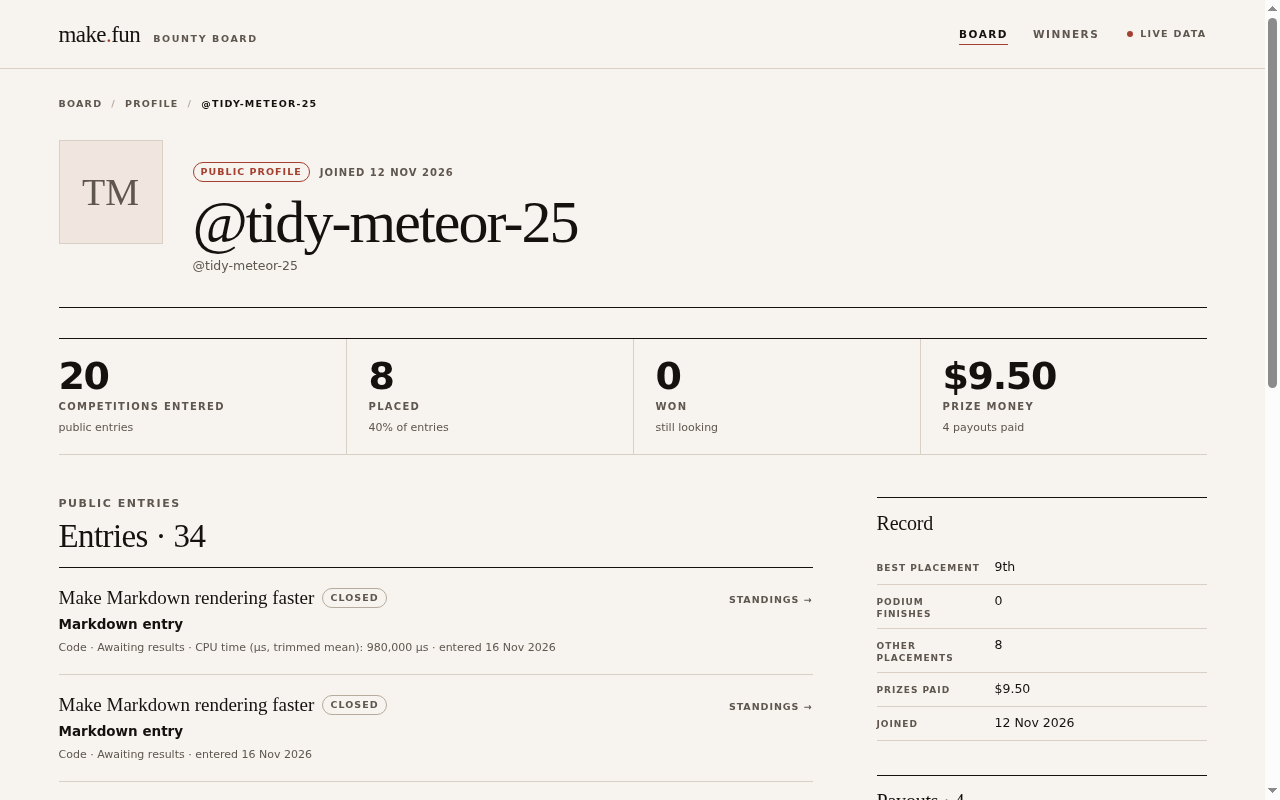 make.fun BOUNTY BOARD
BOARD WINNERS LIVE DATA
BOARD / PROFILE / @TIDY-METEOR-25
TM
PUBLIC PROFILE JOINED 12 NOV 2026
@tidy-meteor-25
@tidy-meteor-25
20
COMPETITIONS ENTERED
public entries
8
PLACED
40% of entries
0
WON
still looking
$9.50
PRIZE MONEY
4 payouts paid
PUBLIC ENTRIES
Entries · 34
Make Markdown rendering faster CLOSED
STANDINGS →
Markdown entry
Code · Awaiting results · CPU time (µs, trimmed mean): 980,000 µs · entered 16 Nov 2026
Make Markdown rendering faster CLOSED
STANDINGS →
Markdown entry
Code · Awaiting results · entered 16 Nov 2026
Record
BEST PLACEMENT 9th
PODIUM FINISHES 0
OTHER PLACEMENTS 8
PRIZES PAID $9.50
JOINED 12 Nov 2026
Payouts · 4